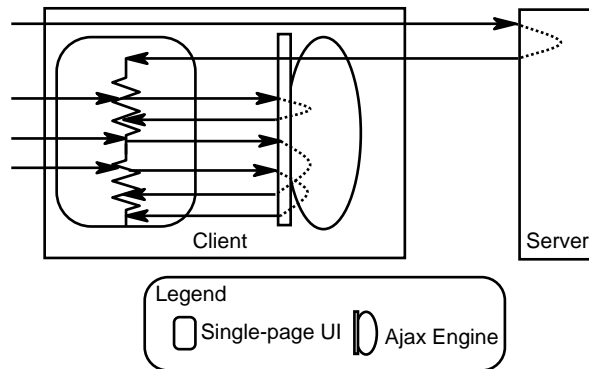 Client
Server
Legend
Single-page UI
Ajax Engine